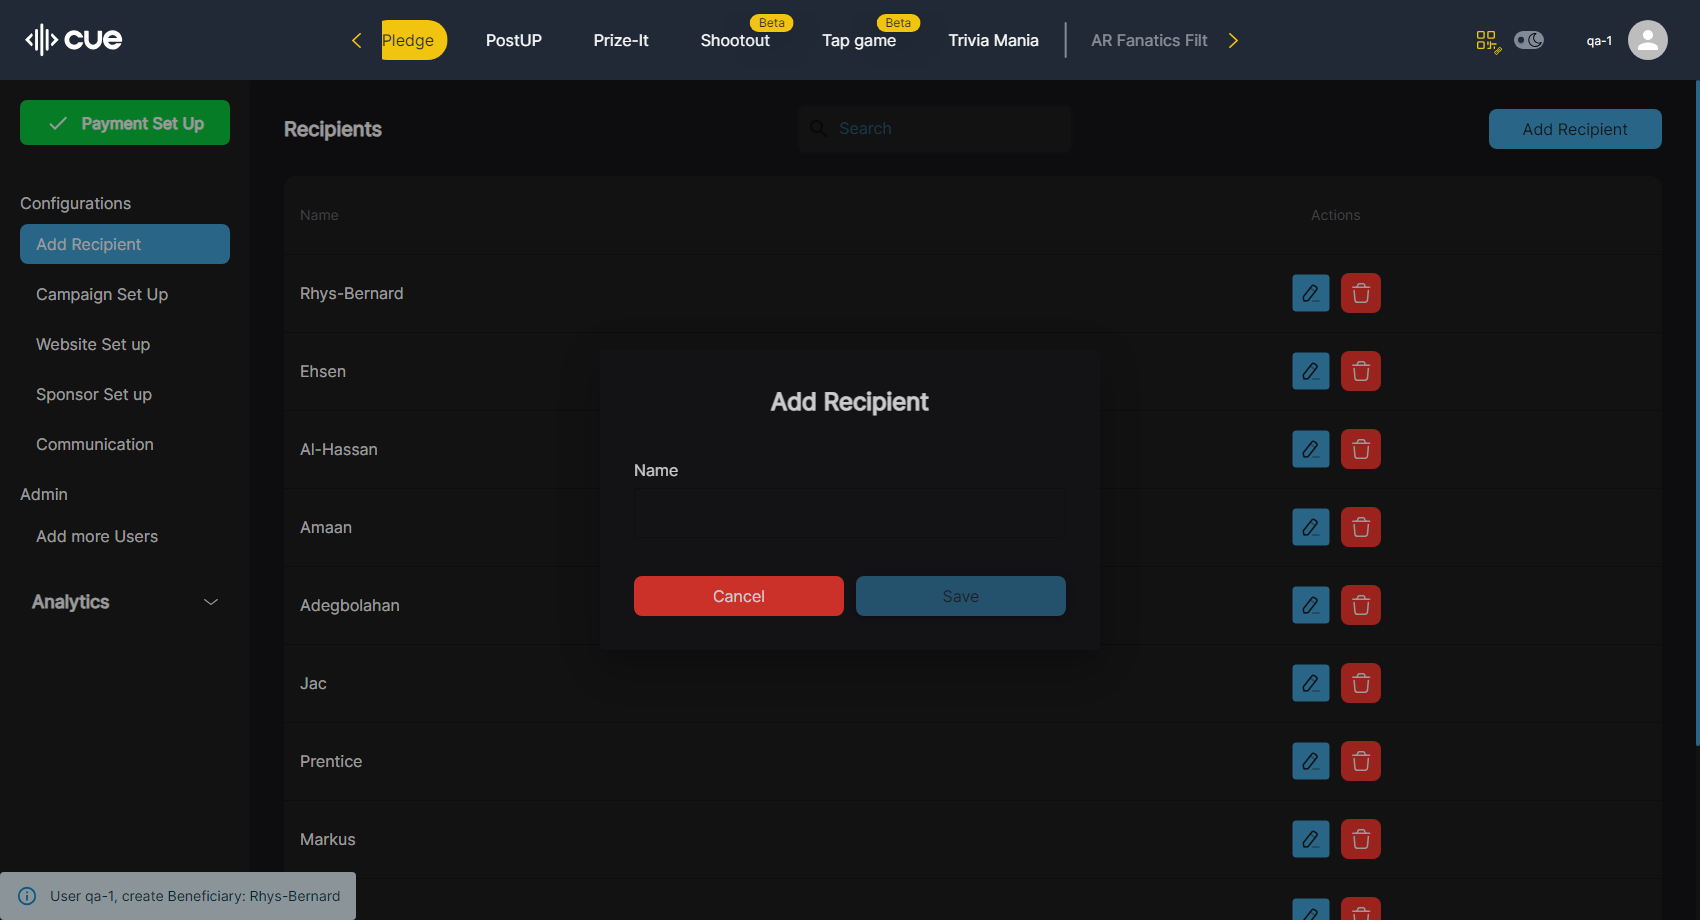 cue
Pledge
PostUP
Prize-It
Shootout
Beta
Tap game
Beta
Trivia Mania
AR Fanatics Filt
qa-1
Payment Set Up
Configurations
Add Recipient
Campaign Set Up
Website Set up
Sponsor Set up
Communication
Admin
Add more Users
Analytics
Recipients
Search
Add Recipient
Name
Actions
Rhys-Bernard
Ehsen
Al-Hassan
Amaan
Adegbolahan
Jac
Prentice
Markus
Add Recipient
Name
Cancel
Save
User qa-1, create Beneficiary: Rhys-Bernard